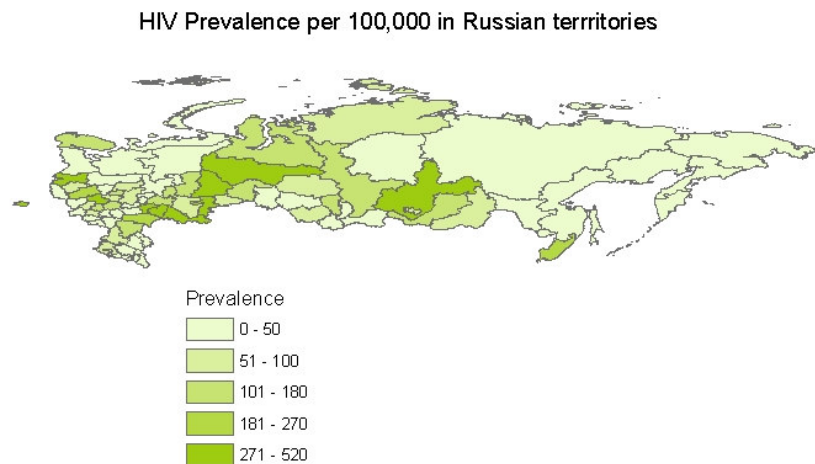 HIV Prevalence per 100,000 in Russian terrritories
Prevalence
0 - 50
51 - 100
101 - 180
181 - 270
271 - 520